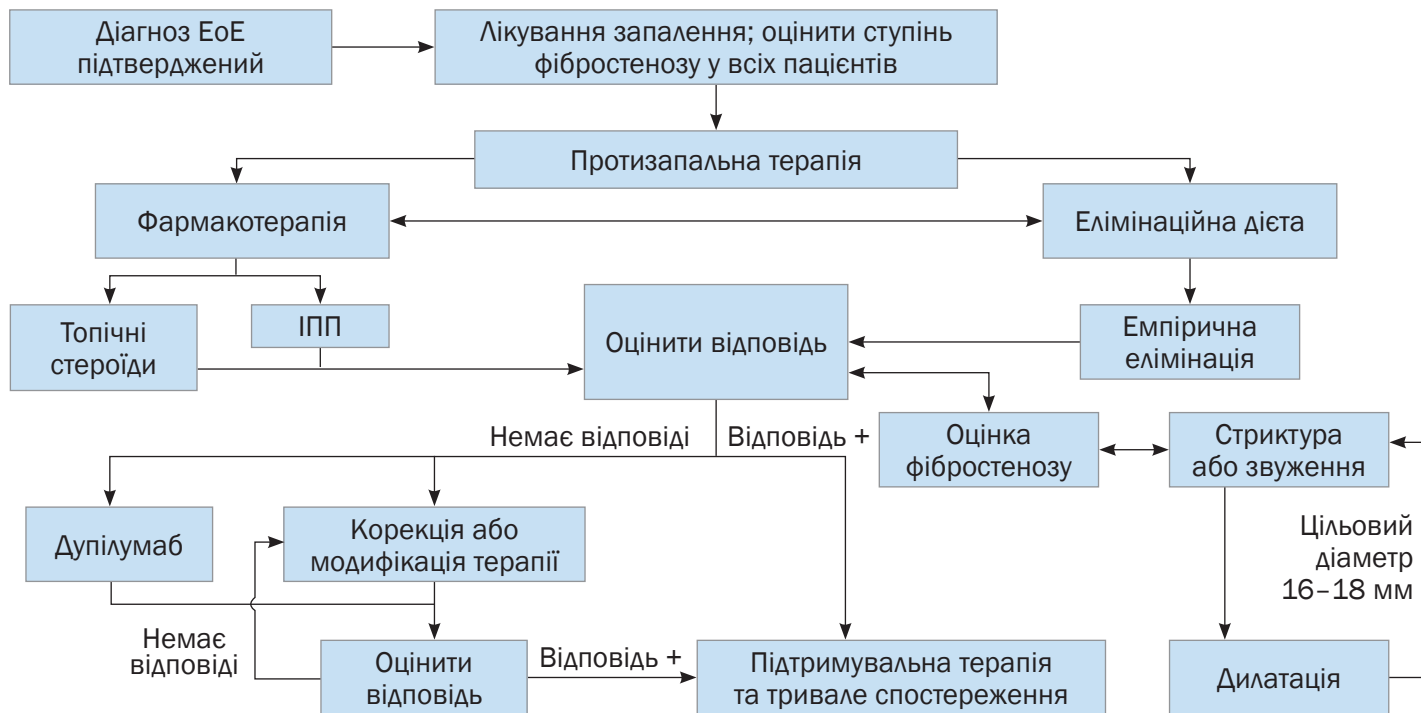 Діагноз ЕоЕ
підтверджений
Лікування запалення; оцінити ступінь
фібростенозу у всіх пацієнтів
Протизапальна терапія
Фармакотерапія
Елімінаційна дієта
Топічні
стероїди
ІПП
Оцінити відповідь
Емпірична
елімінація
Немає відповіді
Відповідь +
Оцінка
фібростенозу
Стриктура
або звуження
Дупілумаб
Корекція або
модифікація терапії
Цільовий
діаметр
16–18 мм
Немає
відповіді
Оцінити
відповідь
Відповідь +
Підтримувальна терапія
та тривале спостереження
Дилатація